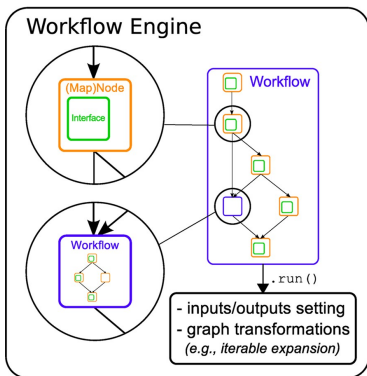 Workflow Engine
(Map)Node
Interface
Workflow
Workflow
.run()
- inputs/outputs setting
- graph transformations
(e.g., iterable expansion)